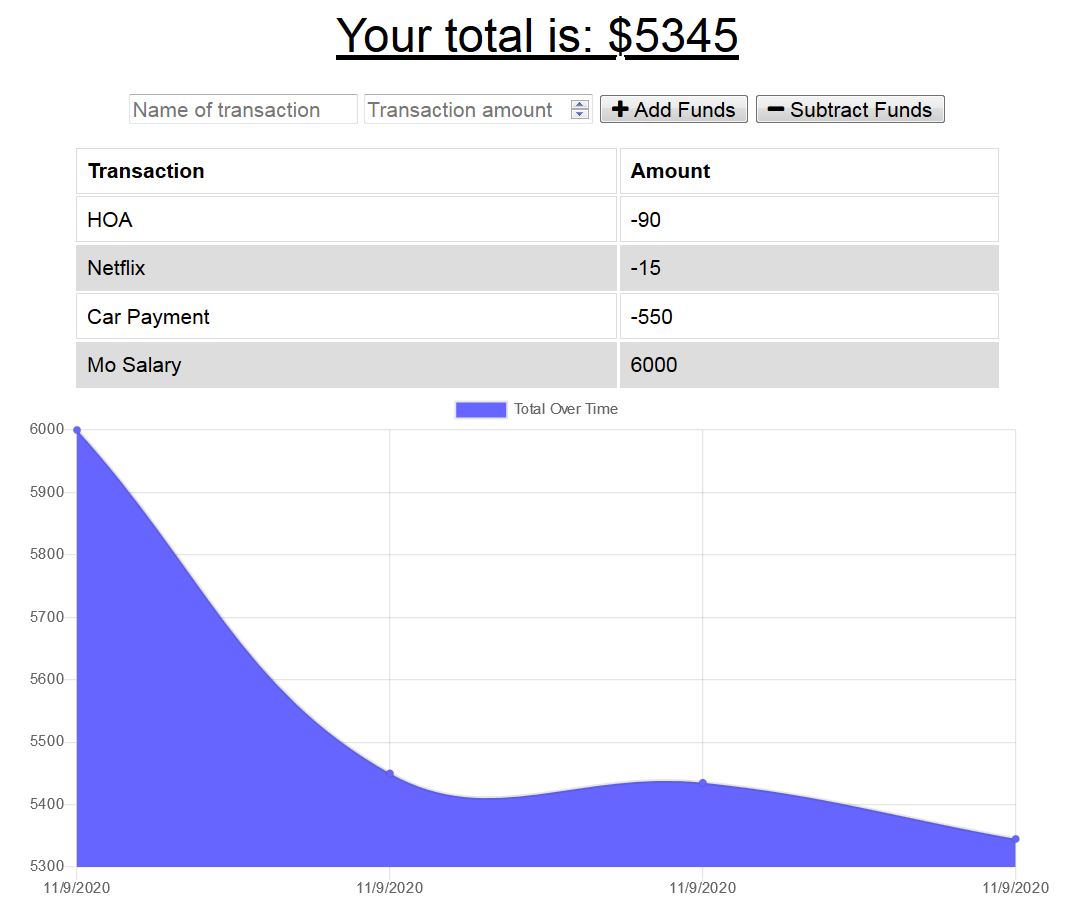 Your total is: $5345
Name of transaction Transaction amount + Add Funds − Subtract Funds
Transaction Amount
HOA -90
Netflix -15
Car Payment -550
Mo Salary 6000
Total Over Time
6000
5900
5800
5700
5600
5500
5400
5300
11/9/2020 11/9/2020 11/9/2020 11/9/2020